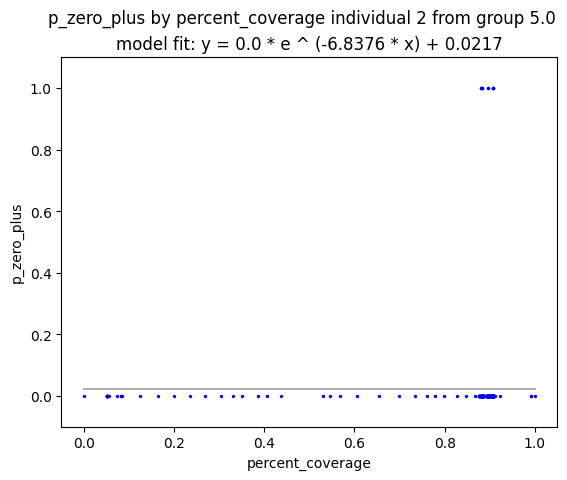 p_zero_plus by percent_coverage individual 2 from group 5.0
model fit: y = 0.0 * e ^ (-6.8376 * x) + 0.0217
1.0
0.8
0.6
0.4
0.2
0.0
p_zero_plus
0.0 0.2 0.4 0.6 0.8 1.0
percent_coverage